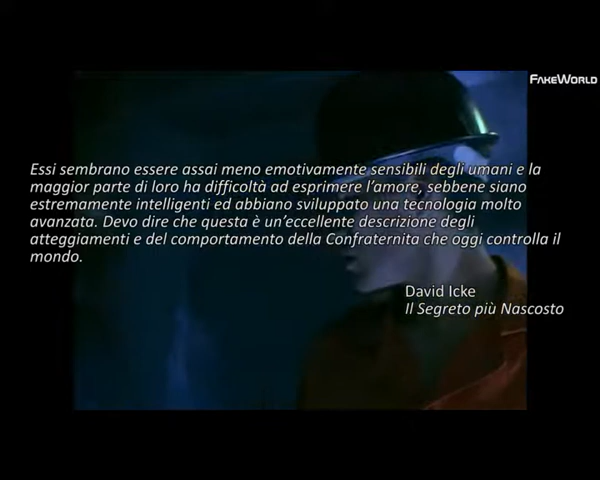 FAKEWORLD
Essi sembrano essere assai meno emotivamente sensibili degli umani e la
maggior parte di loro ha difficoltà ad esprimere l'amore, sebbene siano
estremamente intelligenti ed abbiano sviluppato una tecnologia molto
avanzata. Devo dire che questa è un'eccellente descrizione degli
atteggiamenti e del comportamento della Confraternita che oggi controlla il
mondo.
David Icke
Il Segreto più Nascosto